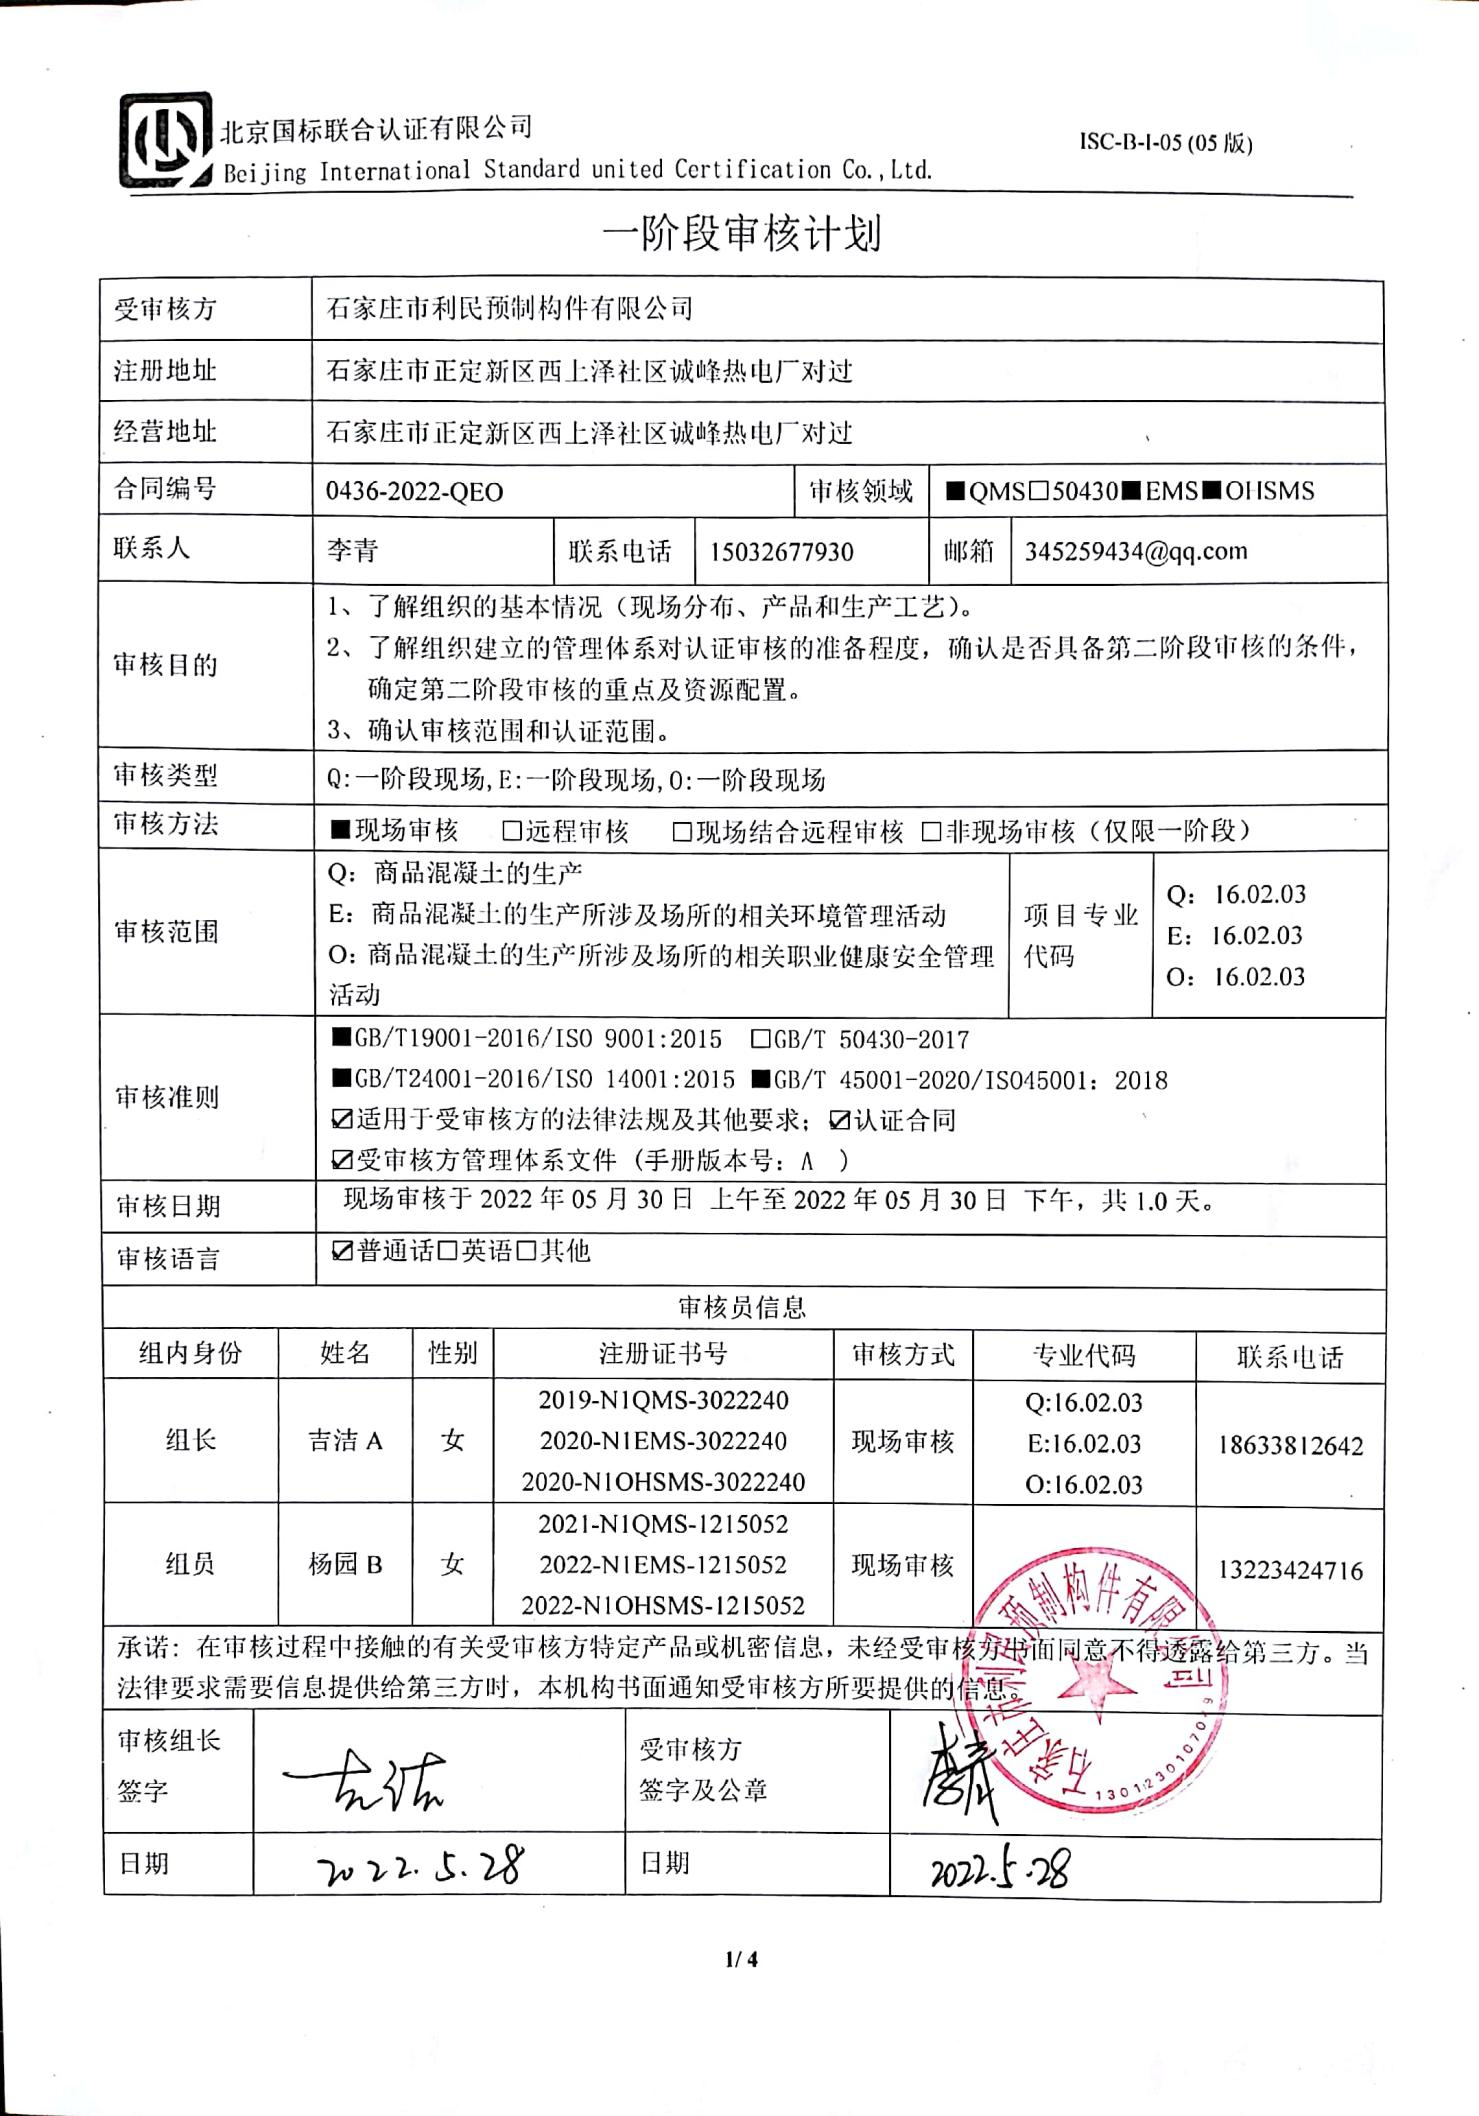 北京国标联合认证有限公司
Beijing International Standard united Certification Co.,Ltd.
ISC-B-I-05 (05 版)
一阶段审核计划
受审核方 石家庄市利民预制构件有限公司
注册地址 石家庄市正定新区西上泽社区诚峰热电厂对过
经营地址 石家庄市正定新区西上泽社区诚峰热电厂对过
合同编号 0436-2022-QEO 审核领域 ■QMS□50430■EMS■OHSMS
联系人 李青 联系电话 15032677930 邮箱 345259434@qq.com
审核目的
1、了解组织的基本情况（现场分布、产品和生产工艺）。
2、了解组织建立的管理体系对认证审核的准备程度，确认是否具备第二阶段审核的条件，
确定第二阶段审核的重点及资源配置。
3、确认审核范围和认证范围。
审核类型 Q:一阶段现场,E:一阶段现场,O:一阶段现场
审核方法 ■现场审核 □远程审核 □现场结合远程审核 □非现场审核（仅限一阶段）
审核范围
Q：商品混凝土的生产
E：商品混凝土的生产所涉及场所的相关环境管理活动
O：商品混凝土的生产所涉及场所的相关职业健康安全管理
活动
项目专业
代码
Q：16.02.03
E：16.02.03
O：16.02.03
审核准则
■GB/T19001-2016/ISO 9001:2015 □GB/T 50430-2017
■GB/T24001-2016/ISO 14001:2015 ■GB/T 45001-2020/ISO45001：2018
☑适用于受审核方的法律法规及其他要求；☑认证合同
☑受审核方管理体系文件（手册版本号：A ）
审核日期 现场审核于 2022 年 05 月 30 日 上午至 2022 年 05 月 30 日 下午，共 1.0 天。
审核语言 ☑普通话□英语□其他
审核员信息
组内身份 姓名 性别 注册证书号 审核方式 专业代码 联系电话
组长 吉洁 A 女
2019-N1QMS-3022240
2020-N1EMS-3022240
2020-N1OHSMS-3022240
现场审核
Q:16.02.03
E:16.02.03
O:16.02.03
18633812642
组员 杨园 B 女
2021-N1QMS-1215052
2022-N1EMS-1215052
2022-N1OHSMS-1215052
现场审核
13223424716
承诺：在审核过程中接触的有关受审核方特定产品或机密信息，未经受审核方书面同意不得透露给第三方。当
法律要求需要信息提供给第三方时，本机构书面通知受审核方所要提供的信息。
审核组长
签字
吉洁
受审核方
签字及公章
李青
石家庄市利民预制构件有限公司
日期 2022.5.28 日期 2022.5.28
1/ 4